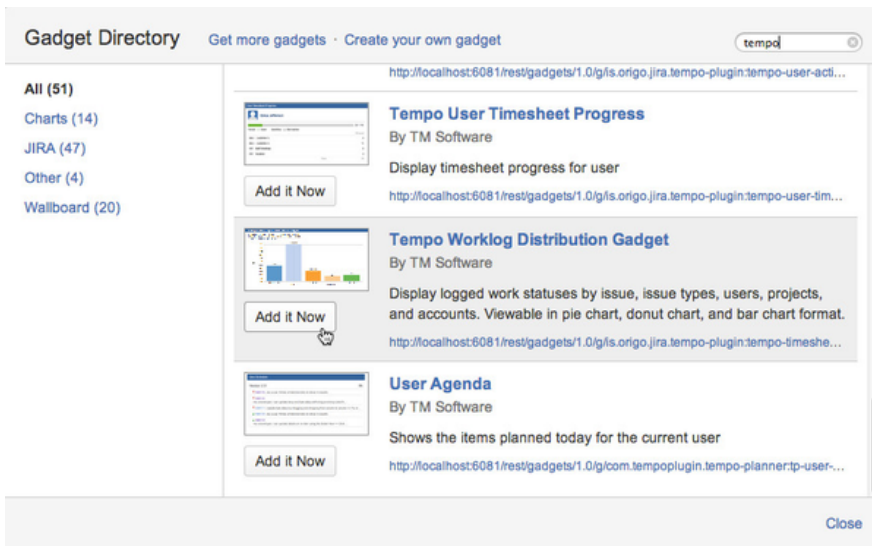 Gadget Directory
Get more gadgets · Create your own gadget
tempo
All (51)
Charts (14)
JIRA (47)
Other (4)
Wallboard (20)
http://localhost:6081/rest/gadgets/1.0/g/is.origo.jira.tempo-plugin:tempo-user-acti...
Tempo User Timesheet Progress
By TM Software
Display timesheet progress for user
Add it Now
http://localhost:6081/rest/gadgets/1.0/g/is.origo.jira.tempo-plugin:tempo-user-tim...
Tempo Worklog Distribution Gadget
By TM Software
Display logged work statuses by issue, issue types, users, projects,
and accounts. Viewable in pie chart, donut chart, and bar chart format.
Add it Now
http://localhost:6081/rest/gadgets/1.0/g/is.origo.jira.tempo-plugin:tempo-timeshe...
User Agenda
By TM Software
Shows the items planned today for the current user
Add it Now
http://localhost:6081/rest/gadgets/1.0/g/com.tempoplugin.tempo-planner:tp-user-...
Close